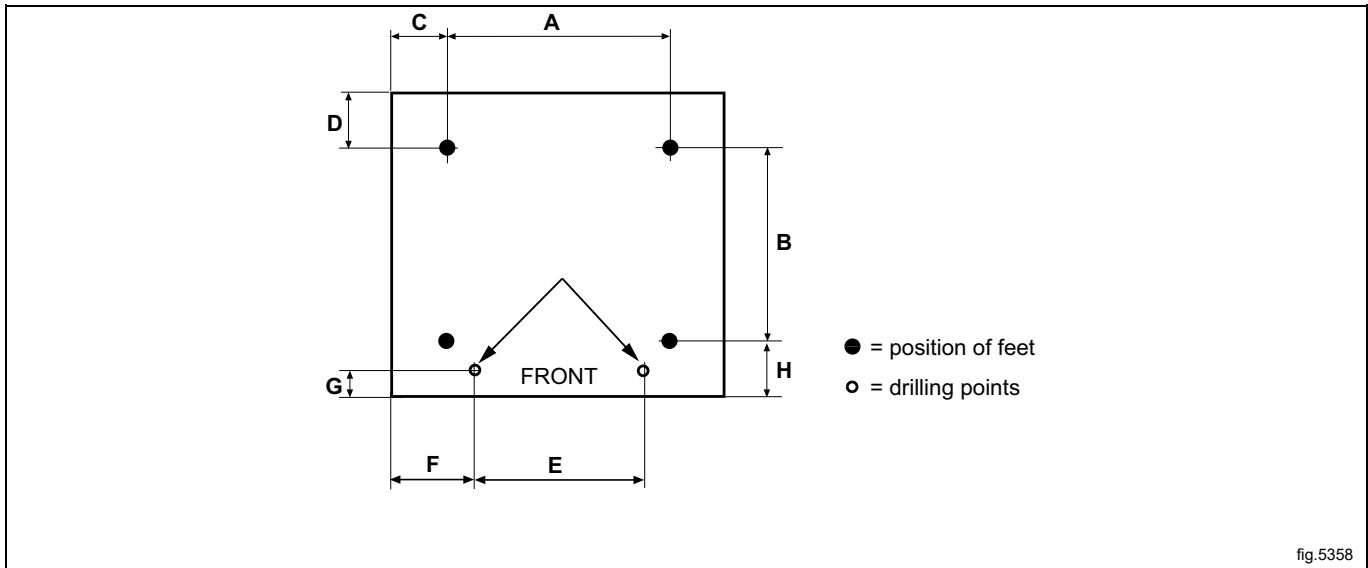 C
A
D
B
● = position of feet
H
○ = drilling points
G
FRONT
F
E
fig.5358